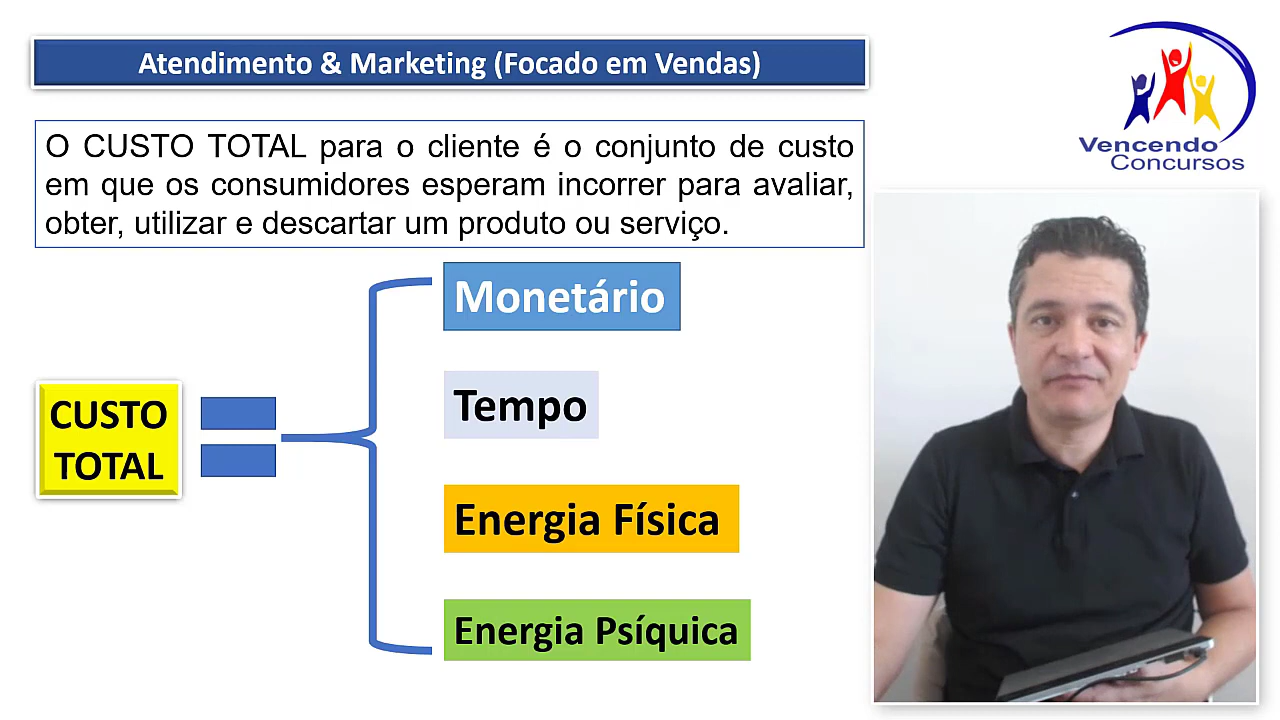 Atendimento & Marketing (Focado em Vendas)
Vencendo
Concursos
O CUSTO TOTAL para o cliente é o conjunto de custo
em que os consumidores esperam incorrer para avaliar,
obter, utilizar e descartar um produto ou serviço.
Monetário
Tempo
CUSTO
TOTAL
Energia Física
Energia Psíquica